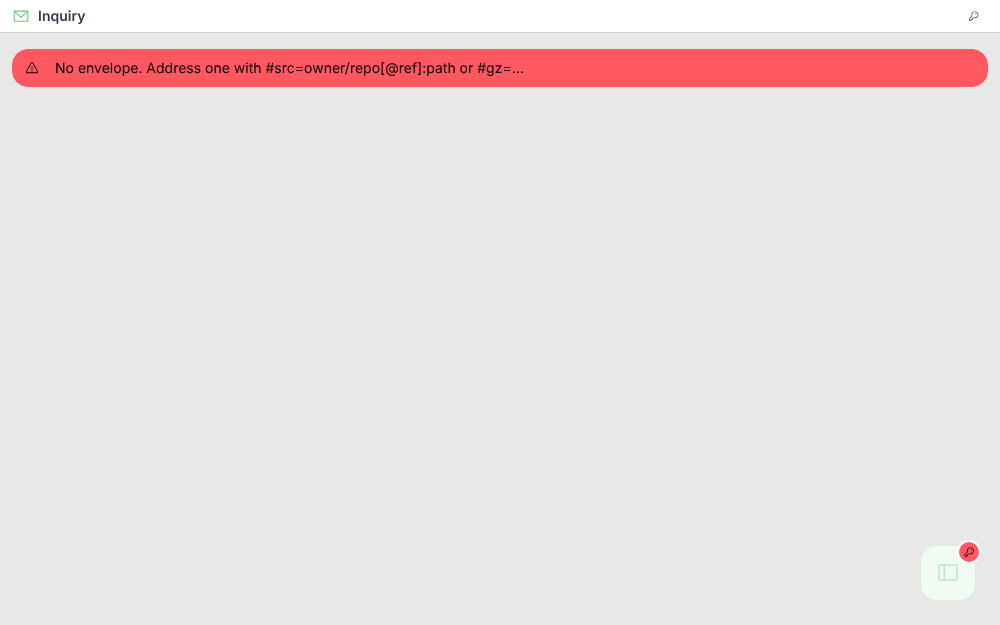 Inquiry
No envelope. Address one with #src=owner/repo[@ref]:path or #gz=...